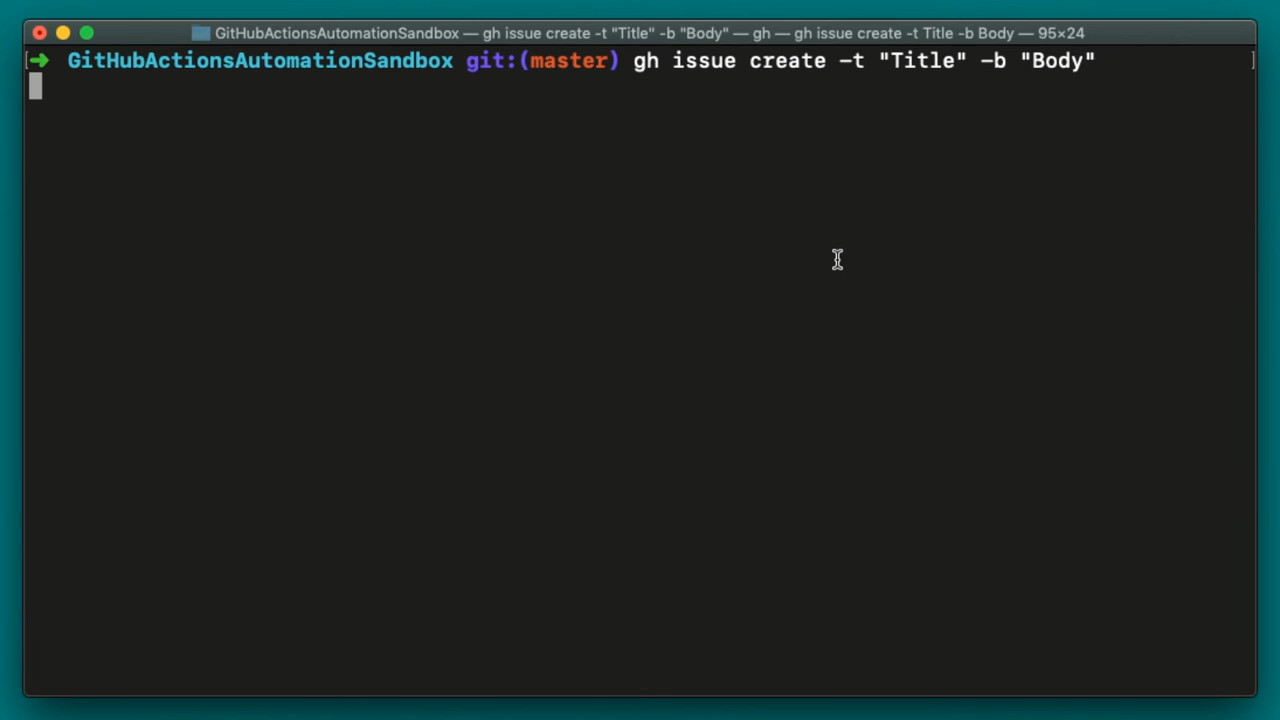 GitHubActionsAutomationSandbox — gh issue create -t "Title" -b "Body" — gh — gh issue create -t Title -b Body — 95×24
[➜ GitHubActionsAutomationSandbox git:(master) gh issue create -t "Title" -b "Body" ]